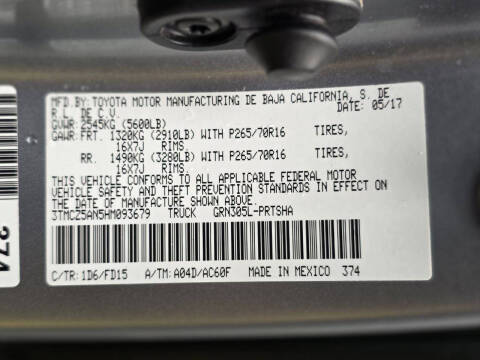 MFD.BY:TOYOTA MOTOR MANUFACTURING DE BAJA CALIFORNIA, S. DE
R.L. DE C.V. DATE: 05/17
GVWR:2545KG (5600LB)
GAWR:FRT. 1320KG (2910LB) WITH P265/70R16 TIRES,
16X7J RIMS,
RR. 1490KG (3280LB) WITH P265/70R16 TIRES,
16X7J RIMS.
THIS VEHICLE CONFORMS TO ALL APPLICABLE FEDERAL MOTOR
VEHICLE SAFETY AND THEFT PREVENTION STANDARDS IN EFFECT ON
THE DATE OF MANUFACTURE SHOWN ABOVE.
3TMCZ5AN5HM093679 TRUCK GRN305L-PRTSHA
C/TR:1D6/FD15 A/TM:A04D/AC60F MADE IN MEXICO 374
374